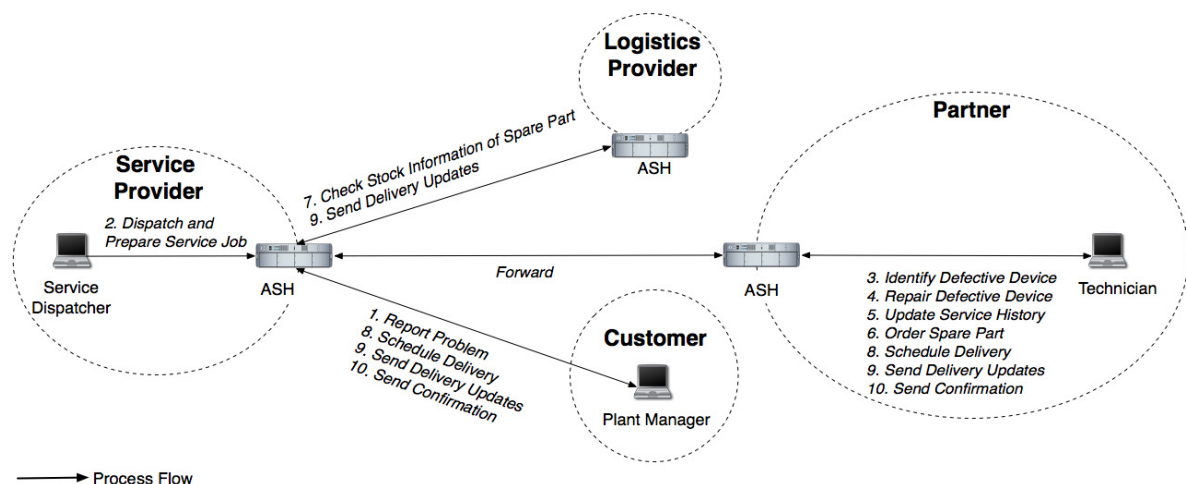 Logistics
Provider
ASH
7. Check Stock Information of Spare Part
9. Send Delivery Updates
Service
Provider
2. Dispatch and
Prepare Service Job
Service
Dispatcher
ASH
Forward
1. Report Problem
8. Schedule Delivery
9. Send Delivery Updates
10. Send Confirmation
Customer
Plant Manager
Partner
ASH
Technician
3. Identify Defective Device
4. Repair Defective Device
5. Update Service History
6. Order Spare Part
8. Schedule Delivery
9. Send Delivery Updates
10. Send Confirmation
Process Flow